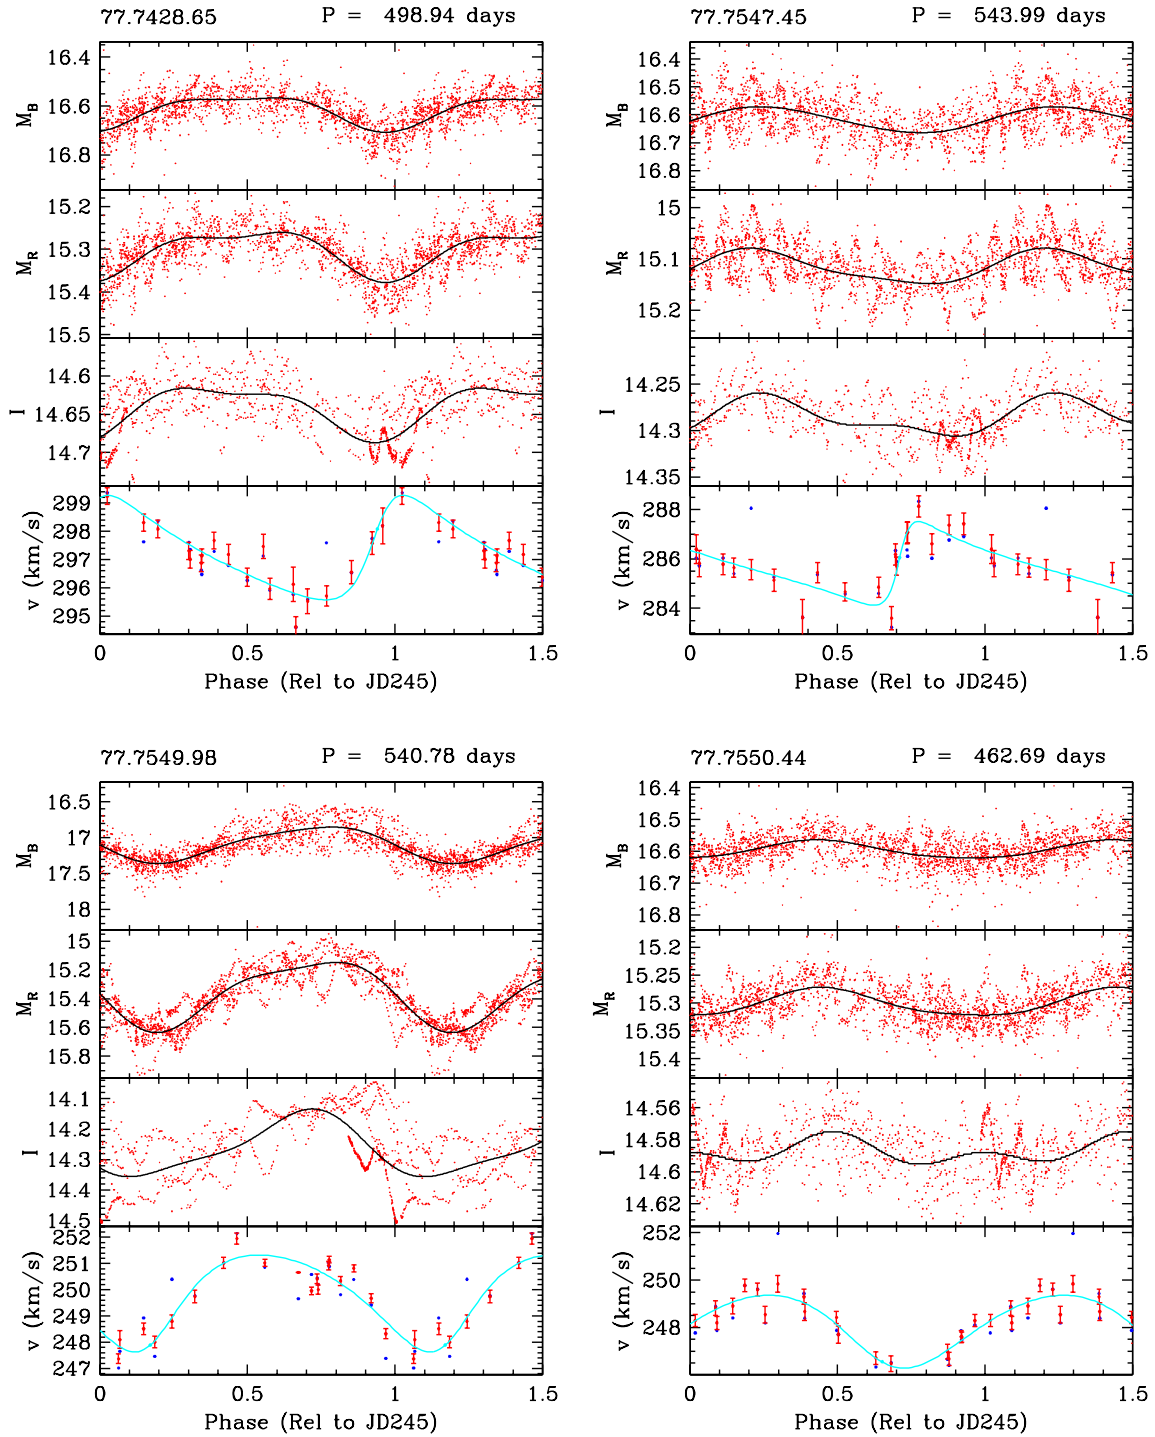 77.7428.65 P = 498.94 days
16.4
16.6
16.8
M_B
15.2
15.3
15.4
15.5
M_R
14.6
14.65
14.7
I
299
298
297
296
295
v (km/s)
0 0.5 1 1.5
Phase (Rel to JD245)
77.7547.45 P = 543.99 days
16.4
16.5
16.6
16.7
16.8
M_B
15
15.1
15.2
M_R
14.25
14.3
14.35
I
288
286
284
v (km/s)
0 0.5 1 1.5
Phase (Rel to JD245)
77.7549.98 P = 540.78 days
16.5
17
17.5
18
M_B
15
15.2
15.4
15.6
15.8
M_R
14.1
14.2
14.3
14.4
14.5
I
252
251
250
249
248
247
v (km/s)
0 0.5 1 1.5
Phase (Rel to JD245)
77.7550.44 P = 462.69 days
16.4
16.5
16.6
16.7
16.8
M_B
15.2
15.25
15.3
15.35
15.4
M_R
14.56
14.58
14.6
14.62
I
252
250
248
v (km/s)
0 0.5 1 1.5
Phase (Rel to JD245)